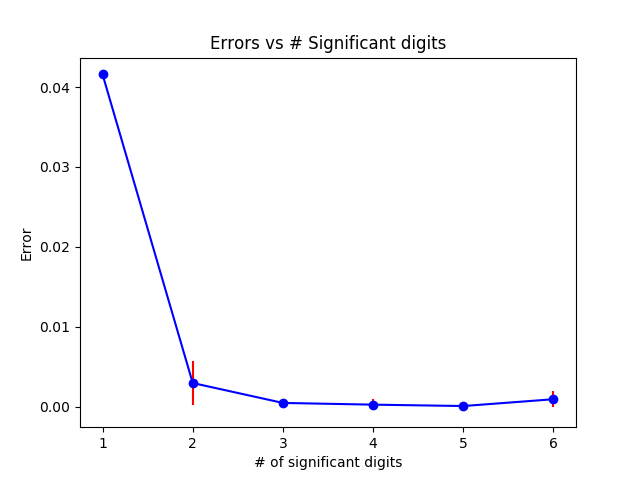 Errors vs # Significant digits
Error
0.04
0.03
0.02
0.01
0.00
1 2 3 4 5 6
# of significant digits